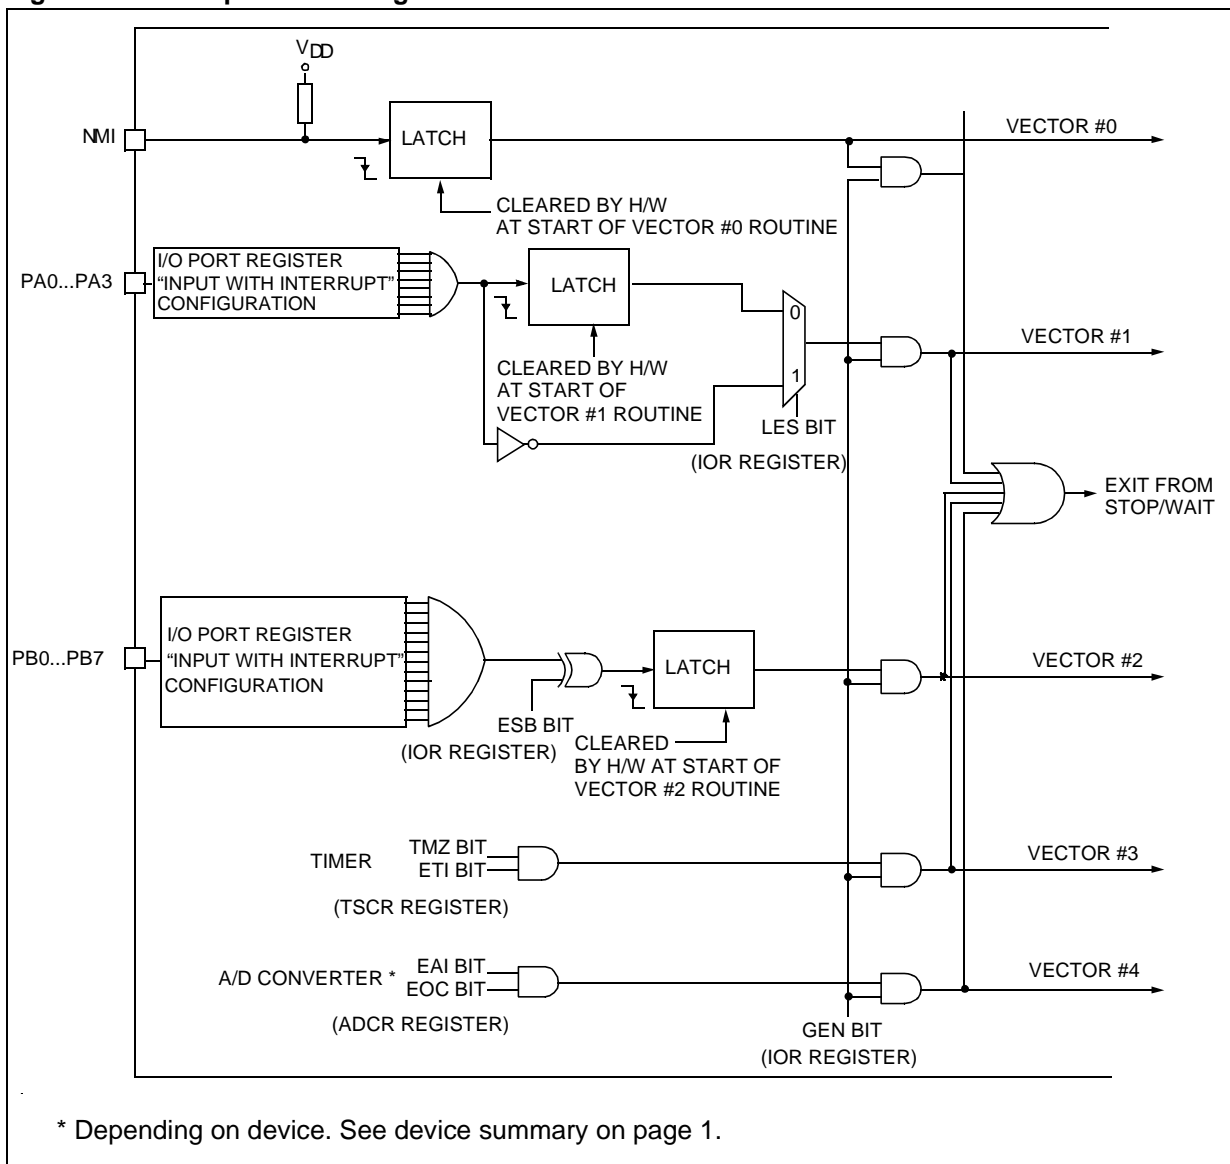 VDD
NMI
LATCH
VECTOR #0
CLEARED BY H/W
AT START OF VECTOR #0 ROUTINE
PA0...PA3
I/O PORT REGISTER
“INPUT WITH INTERRUPT”
CONFIGURATION
LATCH
0
1
VECTOR #1
CLEARED BY H/W
AT START OF
VECTOR #1 ROUTINE
LES BIT
(IOR REGISTER)
EXIT FROM
STOP/WAIT
PB0...PB7
I/O PORT REGISTER
“INPUT WITH INTERRUPT”
CONFIGURATION
LATCH
VECTOR #2
ESB BIT
(IOR REGISTER)
CLEARED
BY H/W AT START OF
VECTOR #2 ROUTINE
TIMER
TMZ BIT
ETI BIT
(TSCR REGISTER)
VECTOR #3
A/D CONVERTER *
EAI BIT
EOC BIT
(ADCR REGISTER)
VECTOR #4
GEN BIT
(IOR REGISTER)
* Depending on device. See device summary on page 1.